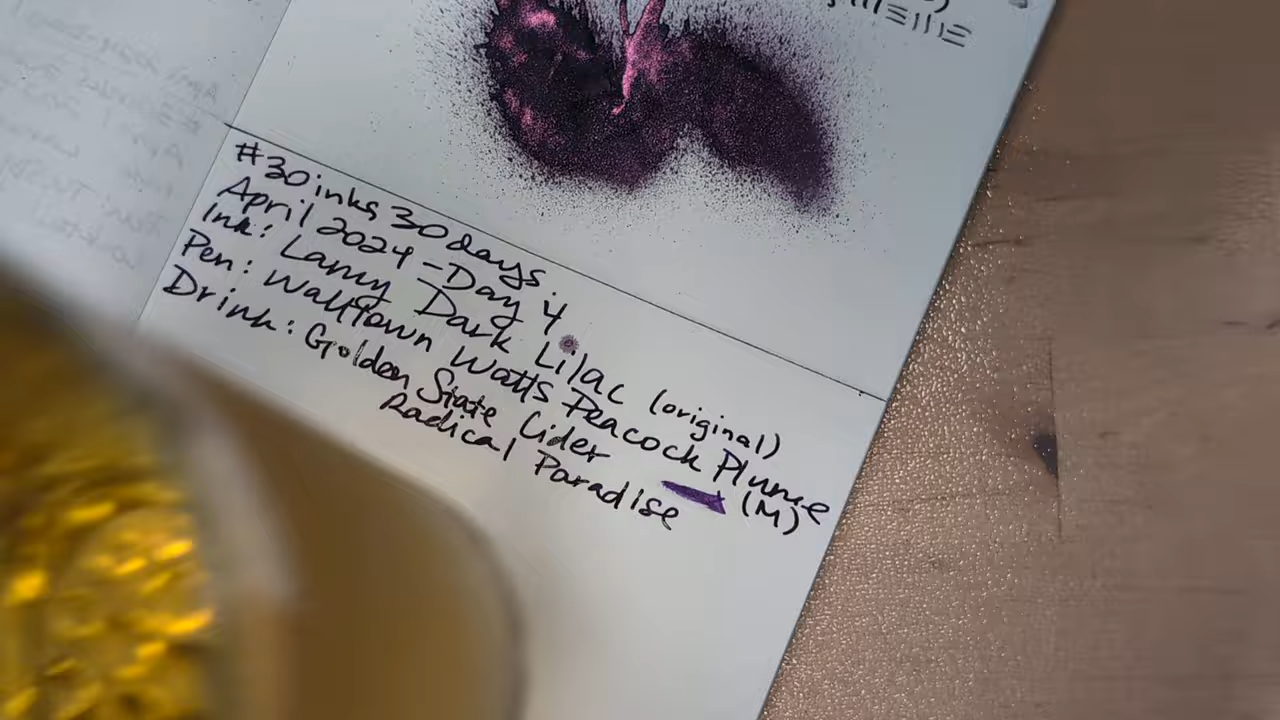 #30inks30days
April 2024 - Day 4
Ink: Lamy Dark Lilac (original)
Pen: Walltown Watts Peacock Plume
(M)
Drink: Golden State Cider
Radical Paradise